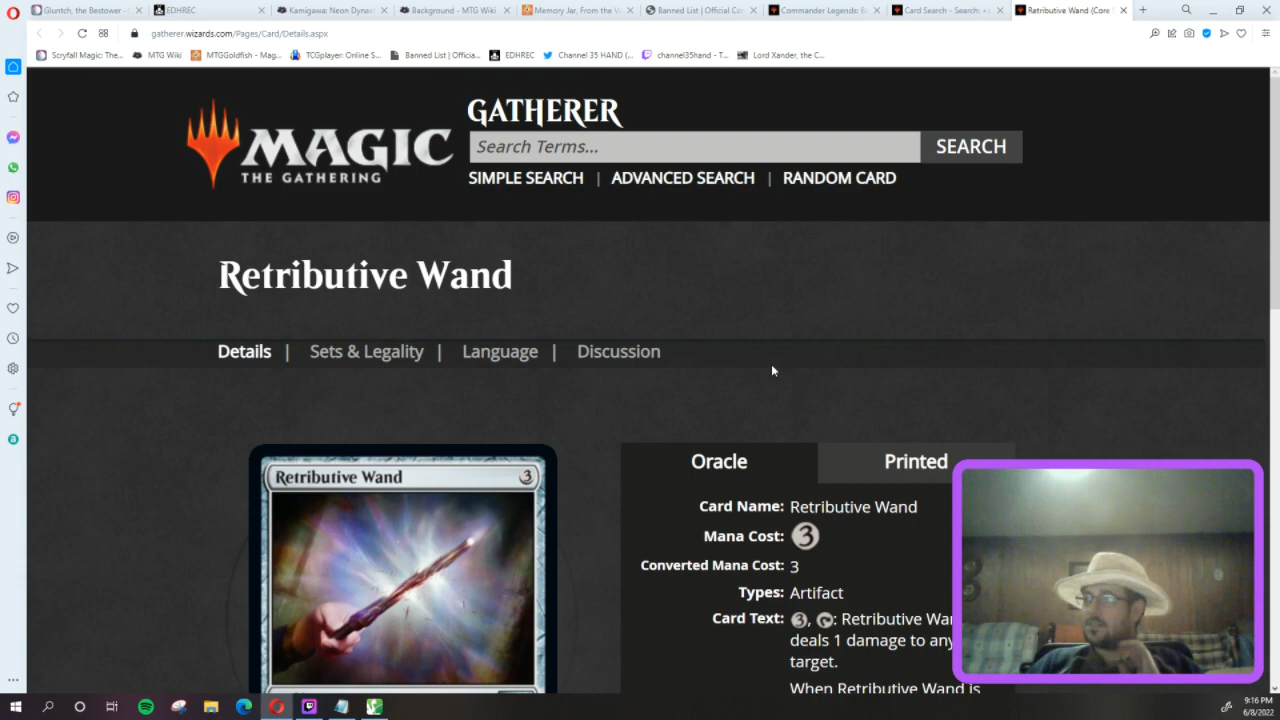 Gluntch, the Bestower
EDHREC
Kamigawa: Neon Dynas
Background - MTG Wiki
Memory Jar, From the V
Banned List | Official Co
Commander Legends: B
Card Search - Search:
Retributive Wand (Core
gatherer.wizards.com/Pages/Card/Details.aspx
Scryfall Magic: The...
MTG Wiki
MTGGoldfish - Mag...
TCGplayer: Online S...
Banned List | Officia...
EDHREC
Channel 35 HAND (...
channel35hand - T...
Lord Xander, the C...
GATHERER
MAGIC
THE GATHERING
Search Terms...
SEARCH
SIMPLE SEARCH | ADVANCED SEARCH | RANDOM CARD
Retributive Wand
Details | Sets & Legality | Language | Discussion
Retributive Wand 3
Oracle
Printed
Card Name: Retributive Wand
Mana Cost: 3
Converted Mana Cost: 3
Types: Artifact
Card Text: 3, : Retributive Wan
deals 1 damage to any
target.
When Retributive Wand is
9:16 PM
6/8/2022